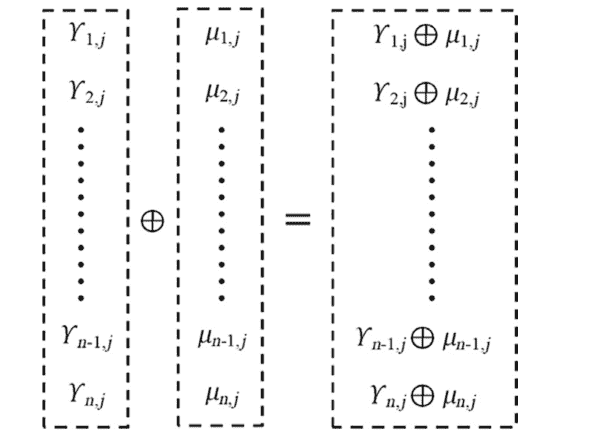 ϒ1,j μ1,j ϒ1,j ⊕ μ1,j
ϒ2,j μ2,j ϒ2,j ⊕ μ2,j
⊕ =
ϒn-1,j μn-1,j ϒn-1,j ⊕ μn-1,j
ϒn,j μn,j ϒn,j ⊕ μn,j